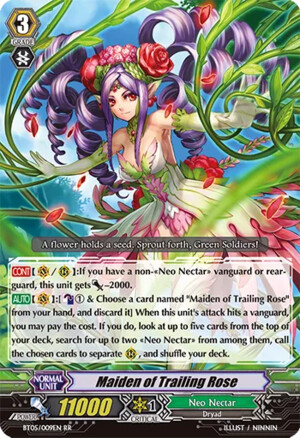 3
GRADE
A flower holds a seed. Sprout forth, Green Soldiers!
CONT / :If you have a non-«Neo Nectar» vanguard or rear-
guard, this unit gets -2000.
AUTO / :[ ① & Choose a card named "Maiden of Trailing Rose"
from your hand, and discard it] When this unit's attack hits a vanguard,
you may pay the cost. If you do, look at up to five cards from the top of
your deck, search for up to two «Neo Nectar» from among them, call
the chosen cards to separate , and shuffle your deck.
NORMAL
UNIT
Maiden of Trailing Rose
11000
1
CRITICAL
Neo Nectar
Dryad
BT05/009EN RR
ILLUST / NINNIN